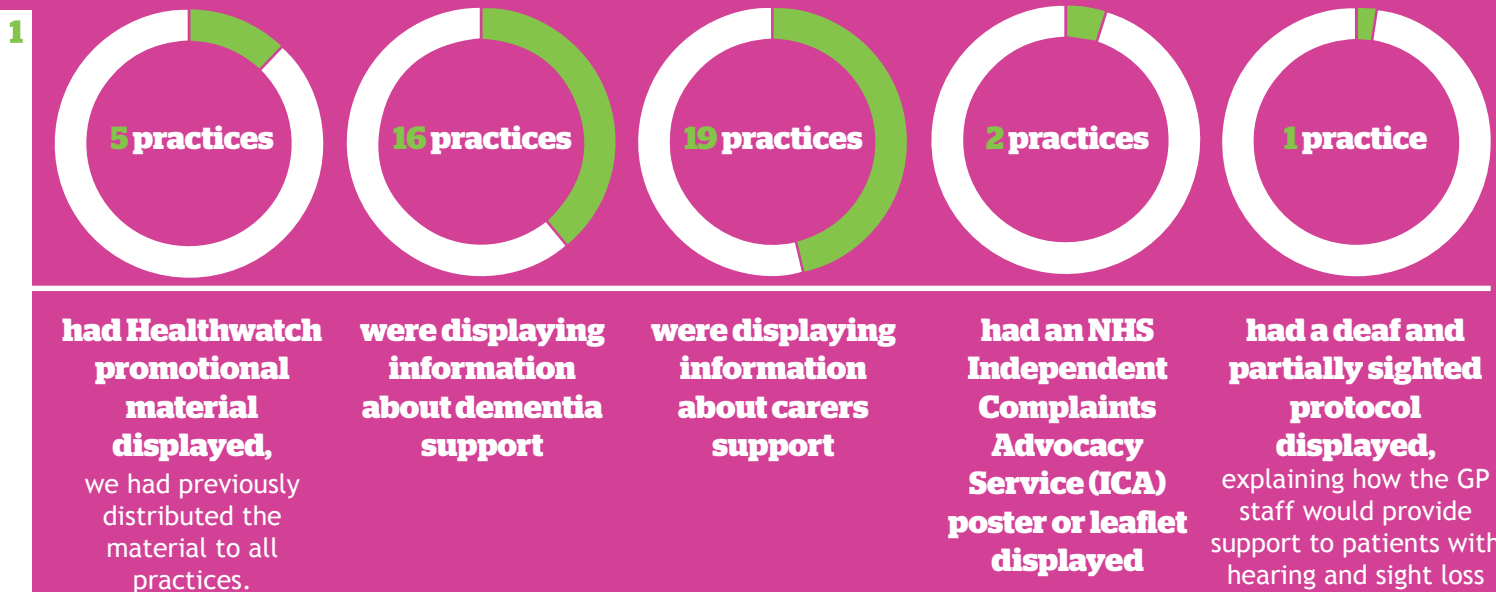 1
5 practices
16 practices
19 practices
2 practices
1 practice
had Healthwatch
promotional
material
displayed,
we had previously
distributed the
material to all
practices.
were displaying
information
about dementia
support
were displaying
information
about carers
support
had an NHS
Independent
Complaints
Advocacy
Service (ICA)
poster or leaflet
displayed
had a deaf and
partially sighted
protocol
displayed,
explaining how the GP
staff would provide
support to patients with
hearing and sight loss